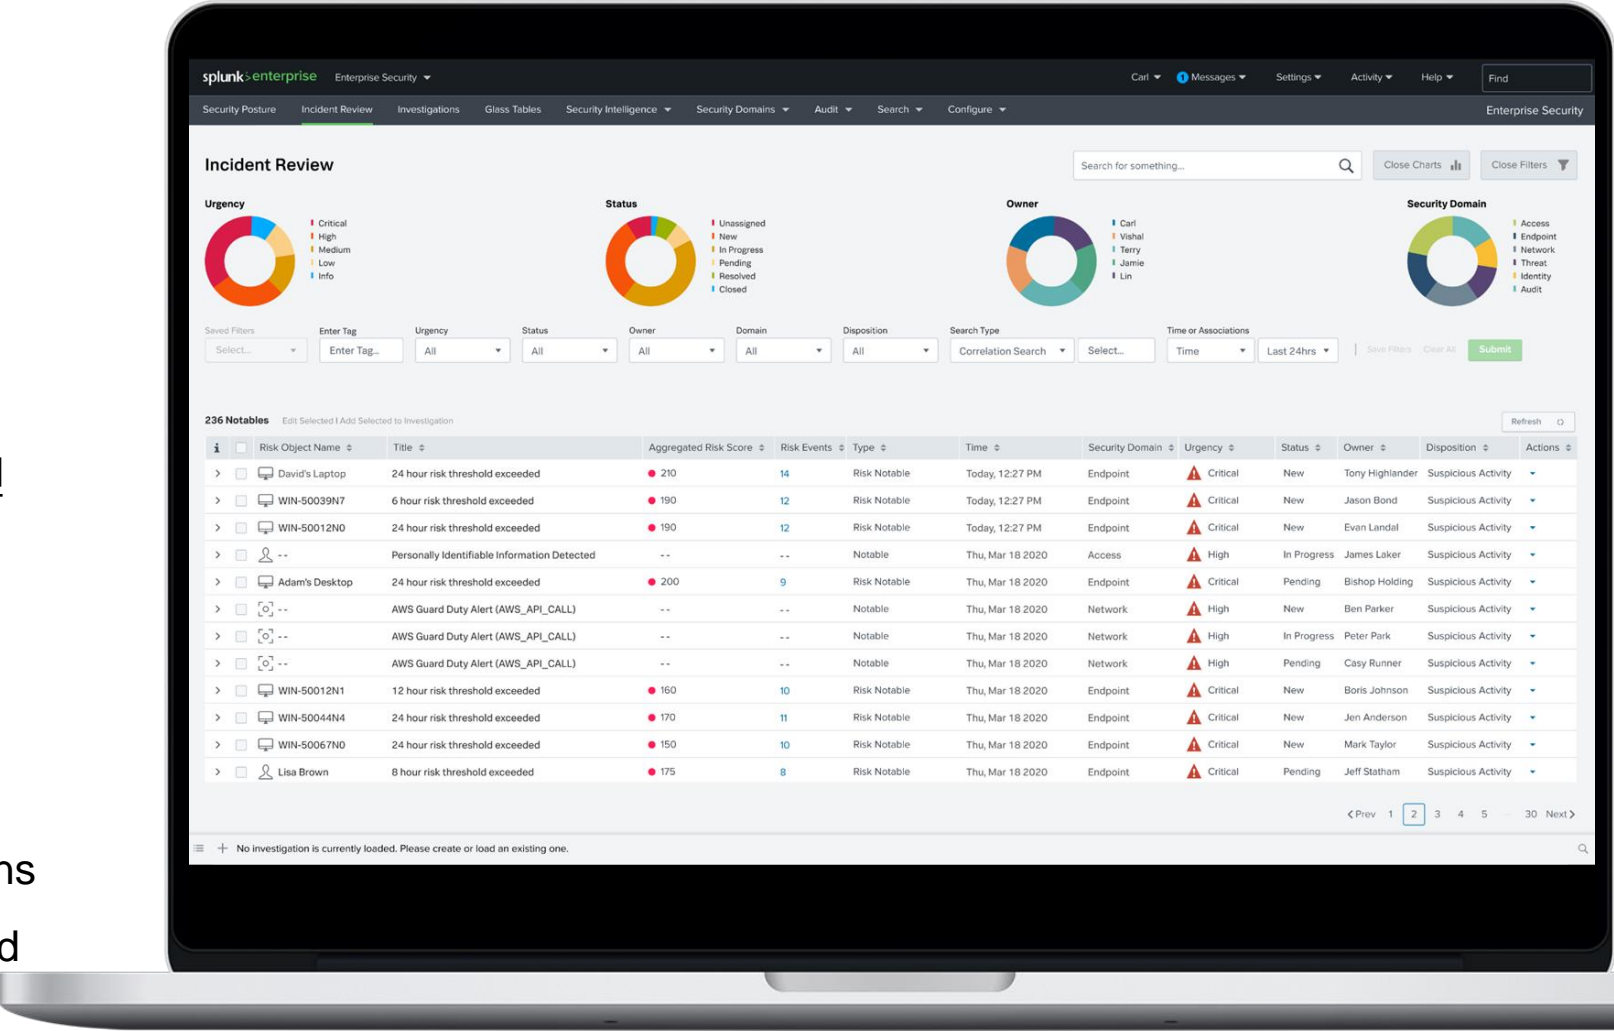 splunk>enterprise Enterprise Security Carl 1 Messages Settings Activity Help Find
Security Posture Incident Review Investigations Glass Tables Security Intelligence Security Domains Audit Search Configure Enterprise Security
Incident Review Search for something... Close Charts Close Filters
Urgency Status Owner Security Domain
Critical Unassigned Carl Access
High New Vishal Endpoint
Medium In Progress Terry Network
Low Pending Jamie Threat
Info Resolved Lin Identity
Closed Audit
Saved Filters Enter Tag Urgency Status Owner Domain Disposition Search Type Time or Associations
Select... Enter Tag... All All All All All Correlation Search Select... Time Last 24hrs Save Filters Clear All Submit
236 Notables Edit Selected | Add Selected to Investigation Refresh
i Risk Object Name Title Aggregated Risk Score Risk Events Type Time Security Domain Urgency Status Owner Disposition Actions
David's Laptop 24 hour risk threshold exceeded 210 14 Risk Notable Today, 12:27 PM Endpoint Critical New Tony Highlander Suspicious Activity
WIN-50039N7 6 hour risk threshold exceeded 190 12 Risk Notable Today, 12:27 PM Endpoint Critical New Jason Bond Suspicious Activity
WIN-50012N0 24 hour risk threshold exceeded 190 12 Risk Notable Today, 12:27 PM Endpoint Critical New Evan Landal Suspicious Activity
-- Personally Identifiable Information Detected -- -- Notable Thu, Mar 18 2020 Access High In Progress James Laker Suspicious Activity
Adam's Desktop 24 hour risk threshold exceeded 200 9 Risk Notable Thu, Mar 18 2020 Endpoint Critical Pending Bishop Holding Suspicious Activity
-- AWS Guard Duty Alert (AWS_API_CALL) -- -- Notable Thu, Mar 18 2020 Network High New Ben Parker Suspicious Activity
-- AWS Guard Duty Alert (AWS_API_CALL) -- -- Notable Thu, Mar 18 2020 Network High In Progress Peter Park Suspicious Activity
-- AWS Guard Duty Alert (AWS_API_CALL) -- -- Notable Thu, Mar 18 2020 Network High Pending Casy Runner Suspicious Activity
WIN-50012N1 12 hour risk threshold exceeded 160 10 Risk Notable Thu, Mar 18 2020 Endpoint Critical New Boris Johnson Suspicious Activity
WIN-50044N4 24 hour risk threshold exceeded 170 11 Risk Notable Thu, Mar 18 2020 Endpoint Critical New Jen Anderson Suspicious Activity
WIN-50067N0 24 hour risk threshold exceeded 150 10 Risk Notable Thu, Mar 18 2020 Endpoint Critical New Mark Taylor Suspicious Activity
Lisa Brown 8 hour risk threshold exceeded 175 8 Risk Notable Thu, Mar 18 2020 Endpoint Critical Pending Jeff Statham Suspicious Activity
Prev 1 2 3 4 5 ... 30 Next
+ No investigation is currently loaded. Please create or load an existing one.
ns
d